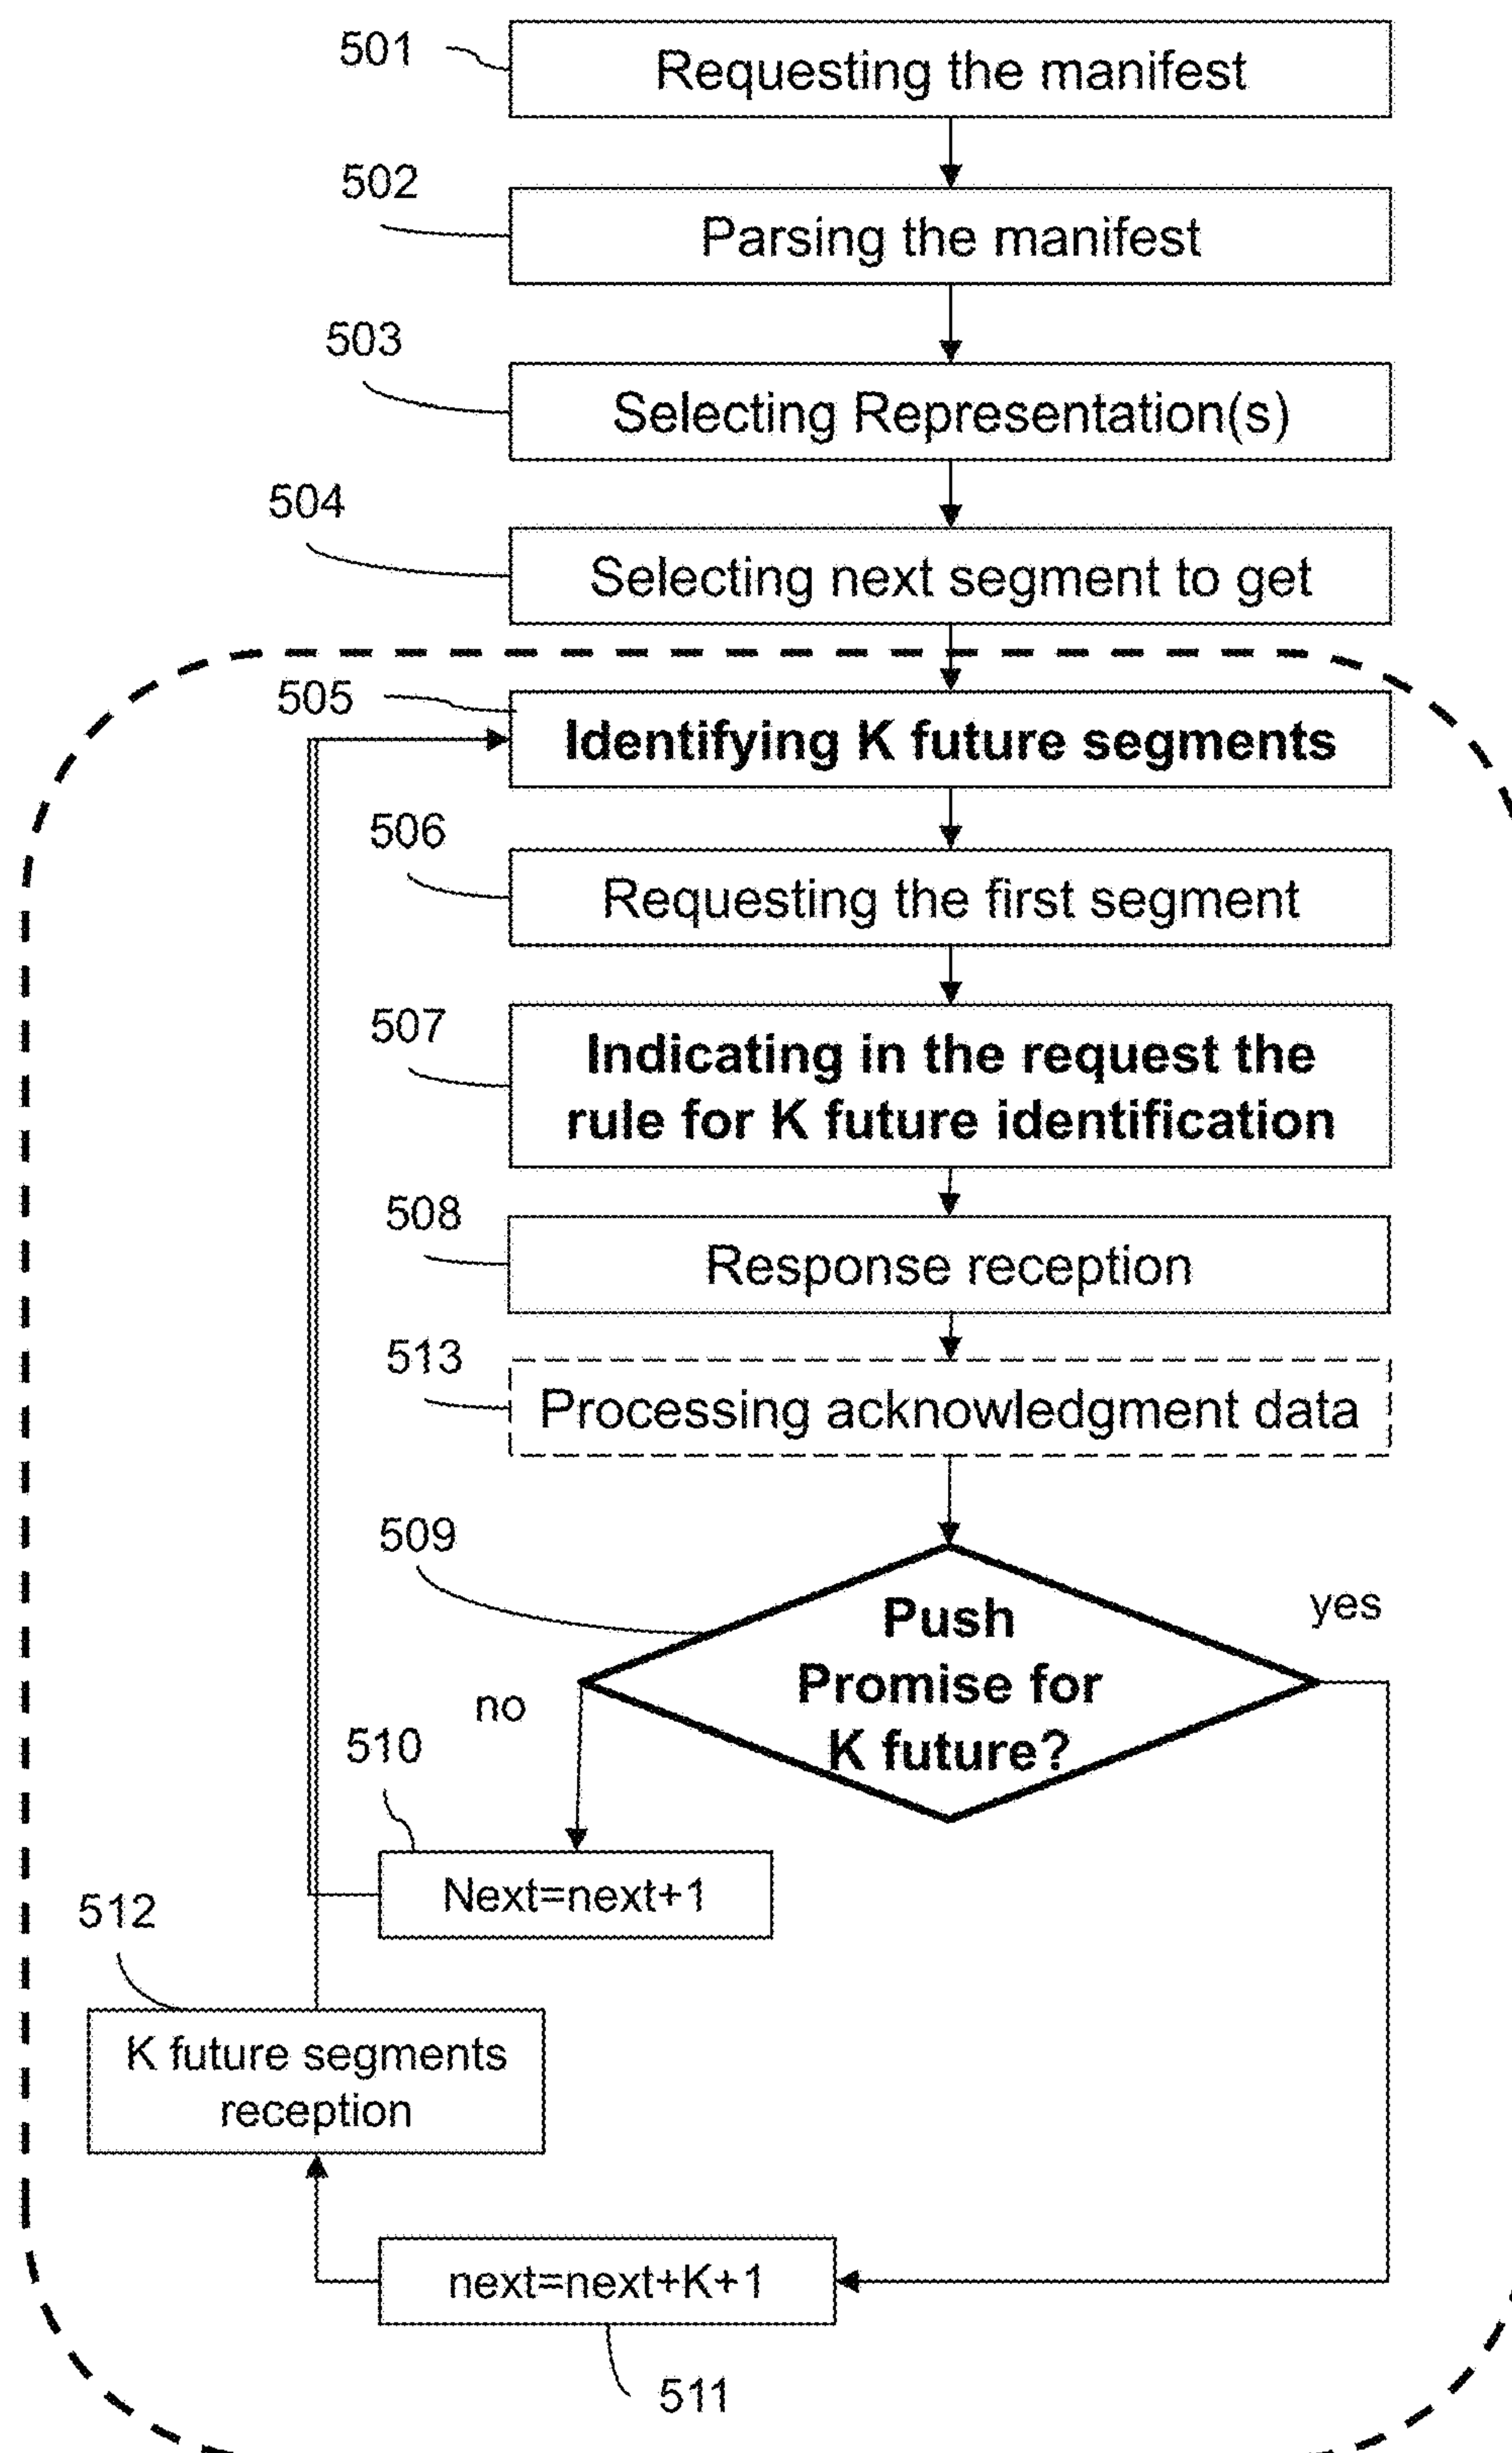 501
Requesting the manifest
502
Parsing the manifest
503
Selecting Representation(s)
504
Selecting next segment to get
505
Identifying K future segments
506
Requesting the first segment
507
Indicating in the request the
rule for K future identification
508
Response reception
513
Processing acknowledgment data
509
Push
Promise for
K future?
yes
no
510
Next=next+1
512
K future segments
reception
next=next+K+1
511